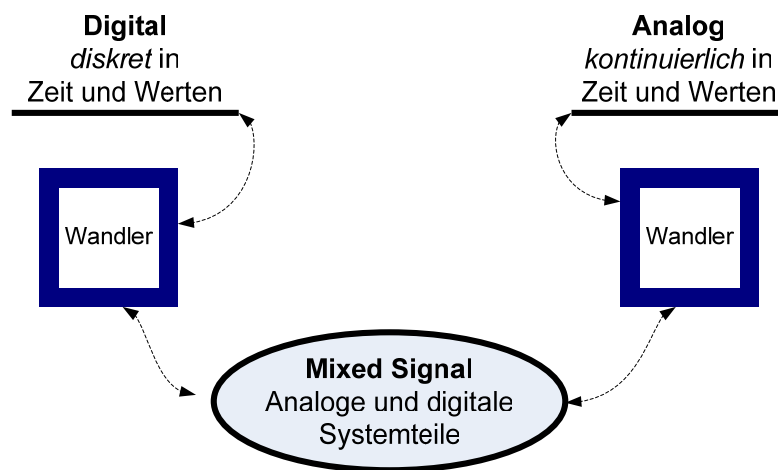 Digital
diskret in
Zeit und Werten
Analog
kontinuierlich in
Zeit und Werten
Wandler
Wandler
Mixed Signal
Analoge und digitale
Systemteile